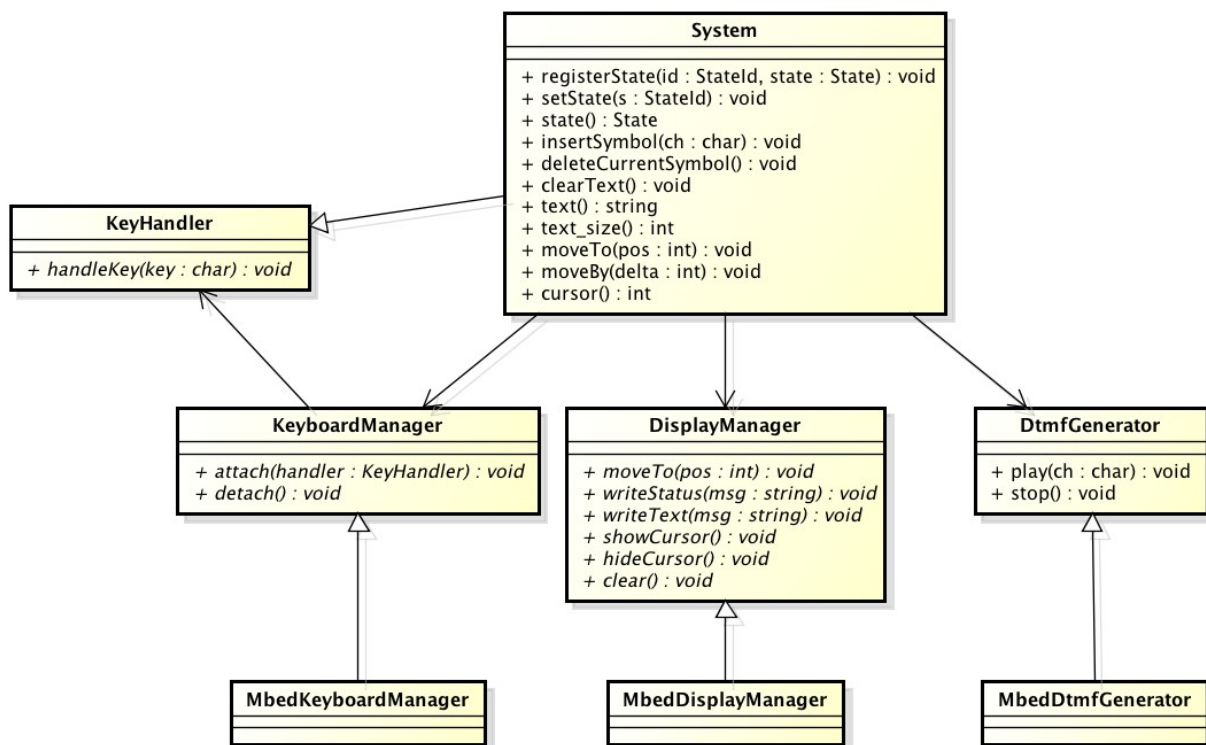 System
+ registerState(id : StateId, state : State) : void
+ setState(s : StateId) : void
+ state() : State
+ insertSymbol(ch : char) : void
+ deleteCurrentSymbol() : void
+ clearText() : void
+ text() : string
+ text_size() : int
+ moveTo(pos : int) : void
+ moveBy(delta : int) : void
+ cursor() : int
KeyHandler
+ handleKey(key : char) : void
KeyboardManager
+ attach(handler : KeyHandler) : void
+ detach() : void
DisplayManager
+ moveTo(pos : int) : void
+ writeStatus(msg : string) : void
+ writeText(msg : string) : void
+ showCursor() : void
+ hideCursor() : void
+ clear() : void
DtmfGenerator
+ play(ch : char) : void
+ stop() : void
MbedKeyboardManager
MbedDisplayManager
MbedDtmfGenerator